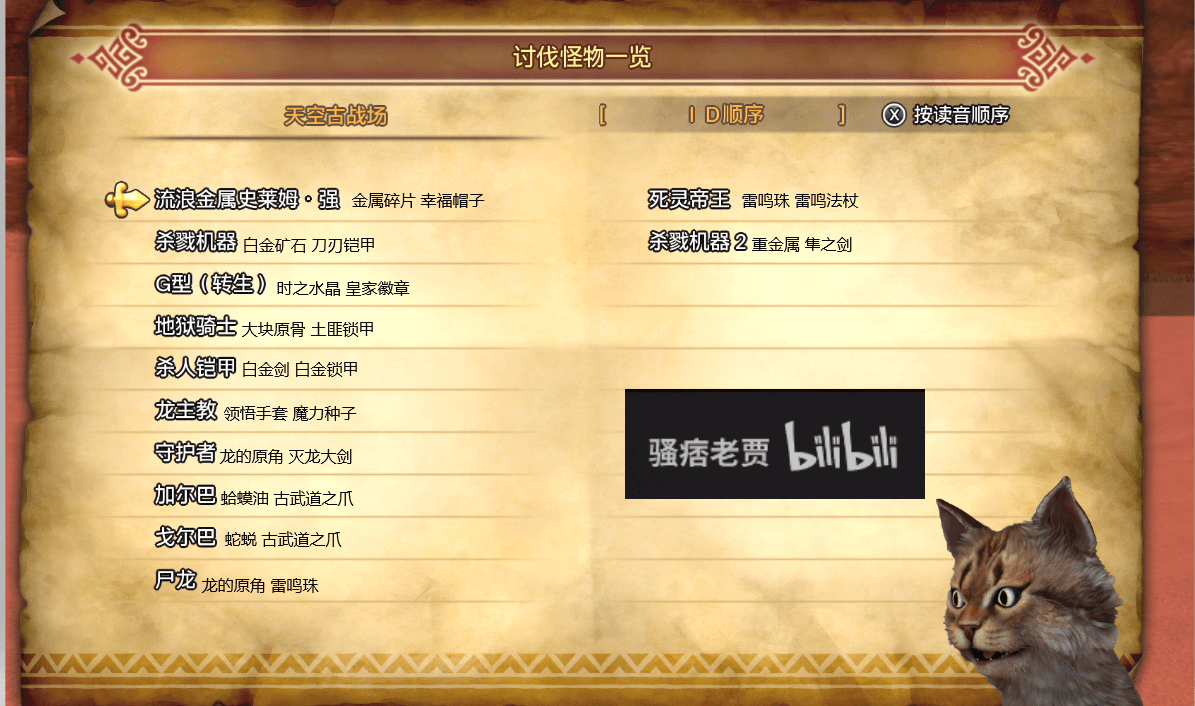 讨伐怪物一览
天空古战场 [ ID顺序 ] X 按读音顺序
流浪金属史莱姆・强 金属碎片 幸福帽子
杀戮机器 白金矿石 刀刃铠甲
G型（转生） 时之水晶 皇家徽章
地狱骑士 大块原骨 土匪锁甲
杀人铠甲 白金剑 白金锁甲
龙主教 领悟手套 魔力种子
守护者 龙的原角 灭龙大剑
加尔巴 蛤蟆油 古武道之爪
戈尔巴 蛇蜕 古武道之爪
尸龙 龙的原角 雷鸣珠
死灵帝王 雷鸣珠 雷鸣法杖
杀戮机器2 重金属 隼之剑
骚痞老贾 bilibili